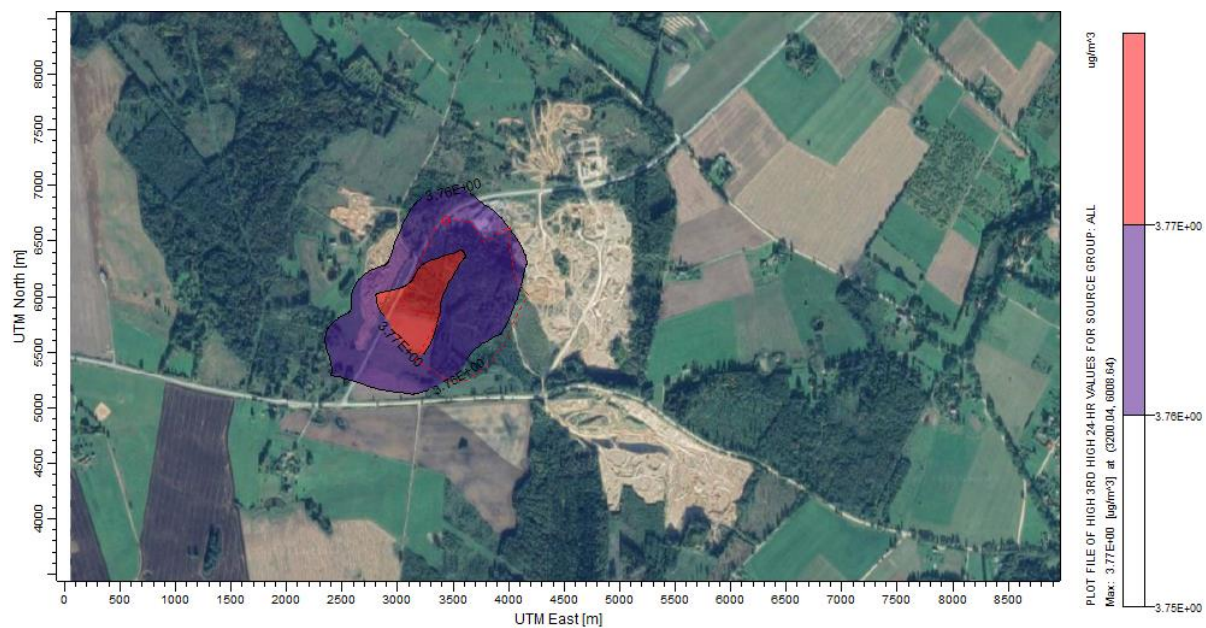 ug/m^3
PLOT FILE OF HIGH 3RD HIGH 24-HR VALUES FOR SOURCE GROUP: ALL
Max: 3.77E+00 [ug/m^3] at (3200.04, 6008.64)
3.77E+00
3.76E+00
3.75E+00
3.76E+00
3.77E+00
3.76E+00
UTM North [m]
8000
7500
7000
6500
6000
5500
5000
4500
4000
0 500 1000 1500 2000 2500 3000 3500 4000 4500 5000 5500 6000 6500 7000 7500 8000 8500
UTM East [m]